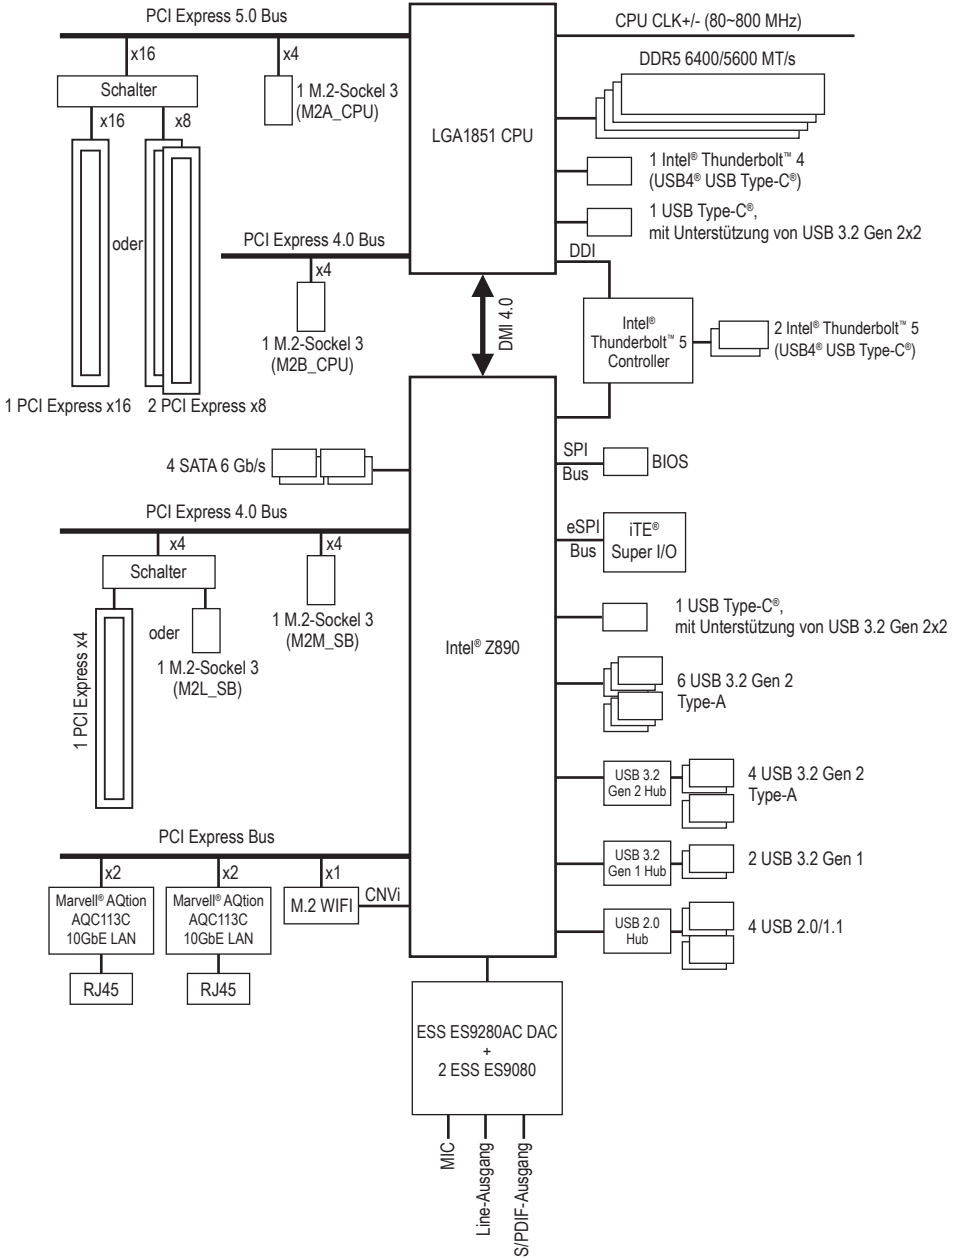 PCI Express 5.0 Bus
x16
x4
Schalter
x16
x8
1 M.2-Sockel 3
(M2A_CPU)
oder
1 PCI Express x16
2 PCI Express x8
PCI Express 4.0 Bus
x4
1 M.2-Sockel 3
(M2B_CPU)
LGA1851 CPU
CPU CLK+/- (80~800 MHz)
DDR5 6400/5600 MT/s
1 Intel® Thunderbolt™ 4
(USB4® USB Type-C®)
1 USB Type-C®,
mit Unterstützung von USB 3.2 Gen 2x2
DDI
DMI 4.0
Intel®
Thunderbolt™ 5
Controller
2 Intel® Thunderbolt™ 5
(USB4® USB Type-C®)
4 SATA 6 Gb/s
SPI
Bus
BIOS
PCI Express 4.0 Bus
x4
x4
Schalter
1 PCI Express x4
oder
1 M.2-Sockel 3
(M2L_SB)
1 M.2-Sockel 3
(M2M_SB)
Intel® Z890
eSPI
Bus
iTE®
Super I/O
1 USB Type-C®,
mit Unterstützung von USB 3.2 Gen 2x2
6 USB 3.2 Gen 2
Type-A
USB 3.2
Gen 2 Hub
4 USB 3.2 Gen 2
Type-A
USB 3.2
Gen 1 Hub
2 USB 3.2 Gen 1
USB 2.0
Hub
4 USB 2.0/1.1
PCI Express Bus
x2
x2
x1
Marvell® AQtion
AQC113C
10GbE LAN
Marvell® AQtion
AQC113C
10GbE LAN
M.2 WIFI
CNVi
RJ45
RJ45
ESS ES9280AC DAC
+
2 ESS ES9080
MIC
Line-Ausgang
S/PDIF-Ausgang